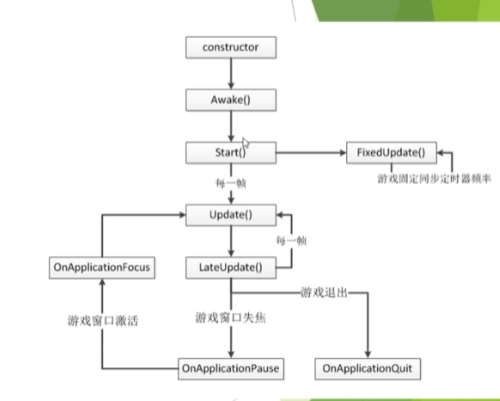 constructor
Awake()
Start()
FixedUpdate()
游戏固定同步定时器频率
每一帧
Update()
每一帧
OnApplicationFocus
LateUpdate()
游戏退出
游戏窗口激活
游戏窗口失焦
OnApplicationPause
OnApplicationQuit